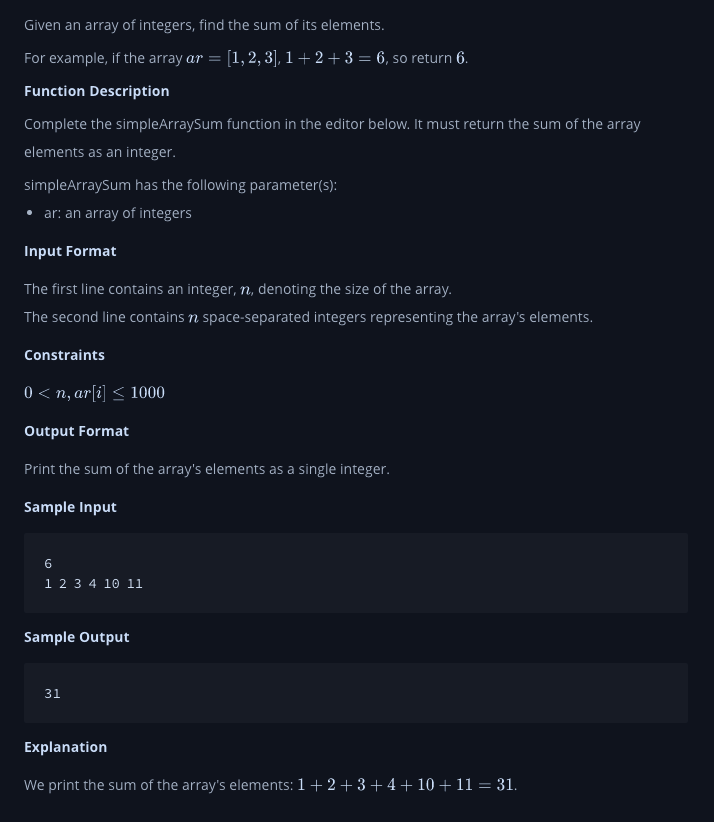 Given an array of integers, find the sum of its elements.
For example, if the array ar = [1, 2, 3], 1 + 2 + 3 = 6, so return 6.
Function Description
Complete the simpleArraySum function in the editor below. It must return the sum of the array
elements as an integer.
simpleArraySum has the following parameter(s):
• ar: an array of integers
Input Format
The first line contains an integer, n, denoting the size of the array.
The second line contains n space-separated integers representing the array's elements.
Constraints
0 < n, ar[i] ≤ 1000
Output Format
Print the sum of the array's elements as a single integer.
Sample Input
6
1 2 3 4 10 11
Sample Output
31
Explanation
We print the sum of the array's elements: 1 + 2 + 3 + 4 + 10 + 11 = 31.